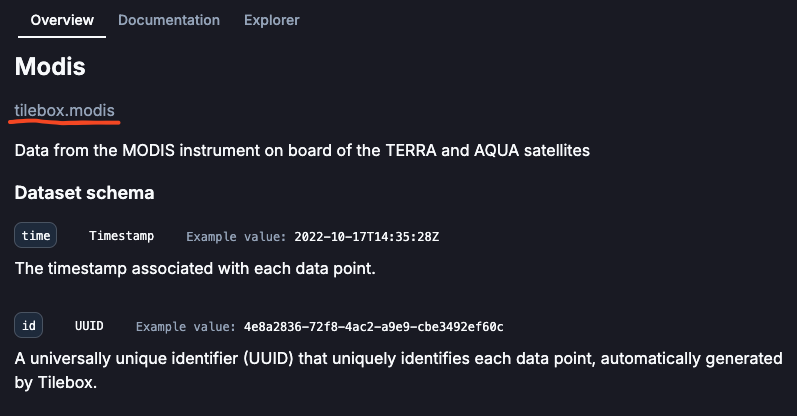 Overview Documentation Explorer
Modis
tilebox.modis
Data from the MODIS instrument on board of the TERRA and AQUA satellites
Dataset schema
time Timestamp Example value: 2022-10-17T14:35:28Z
The timestamp associated with each data point.
id UUID Example value: 4e8a2836-72f8-4ac2-a9e9-cbe3492ef60c
A universally unique identifier (UUID) that uniquely identifies each data point, automatically generated
by Tilebox.